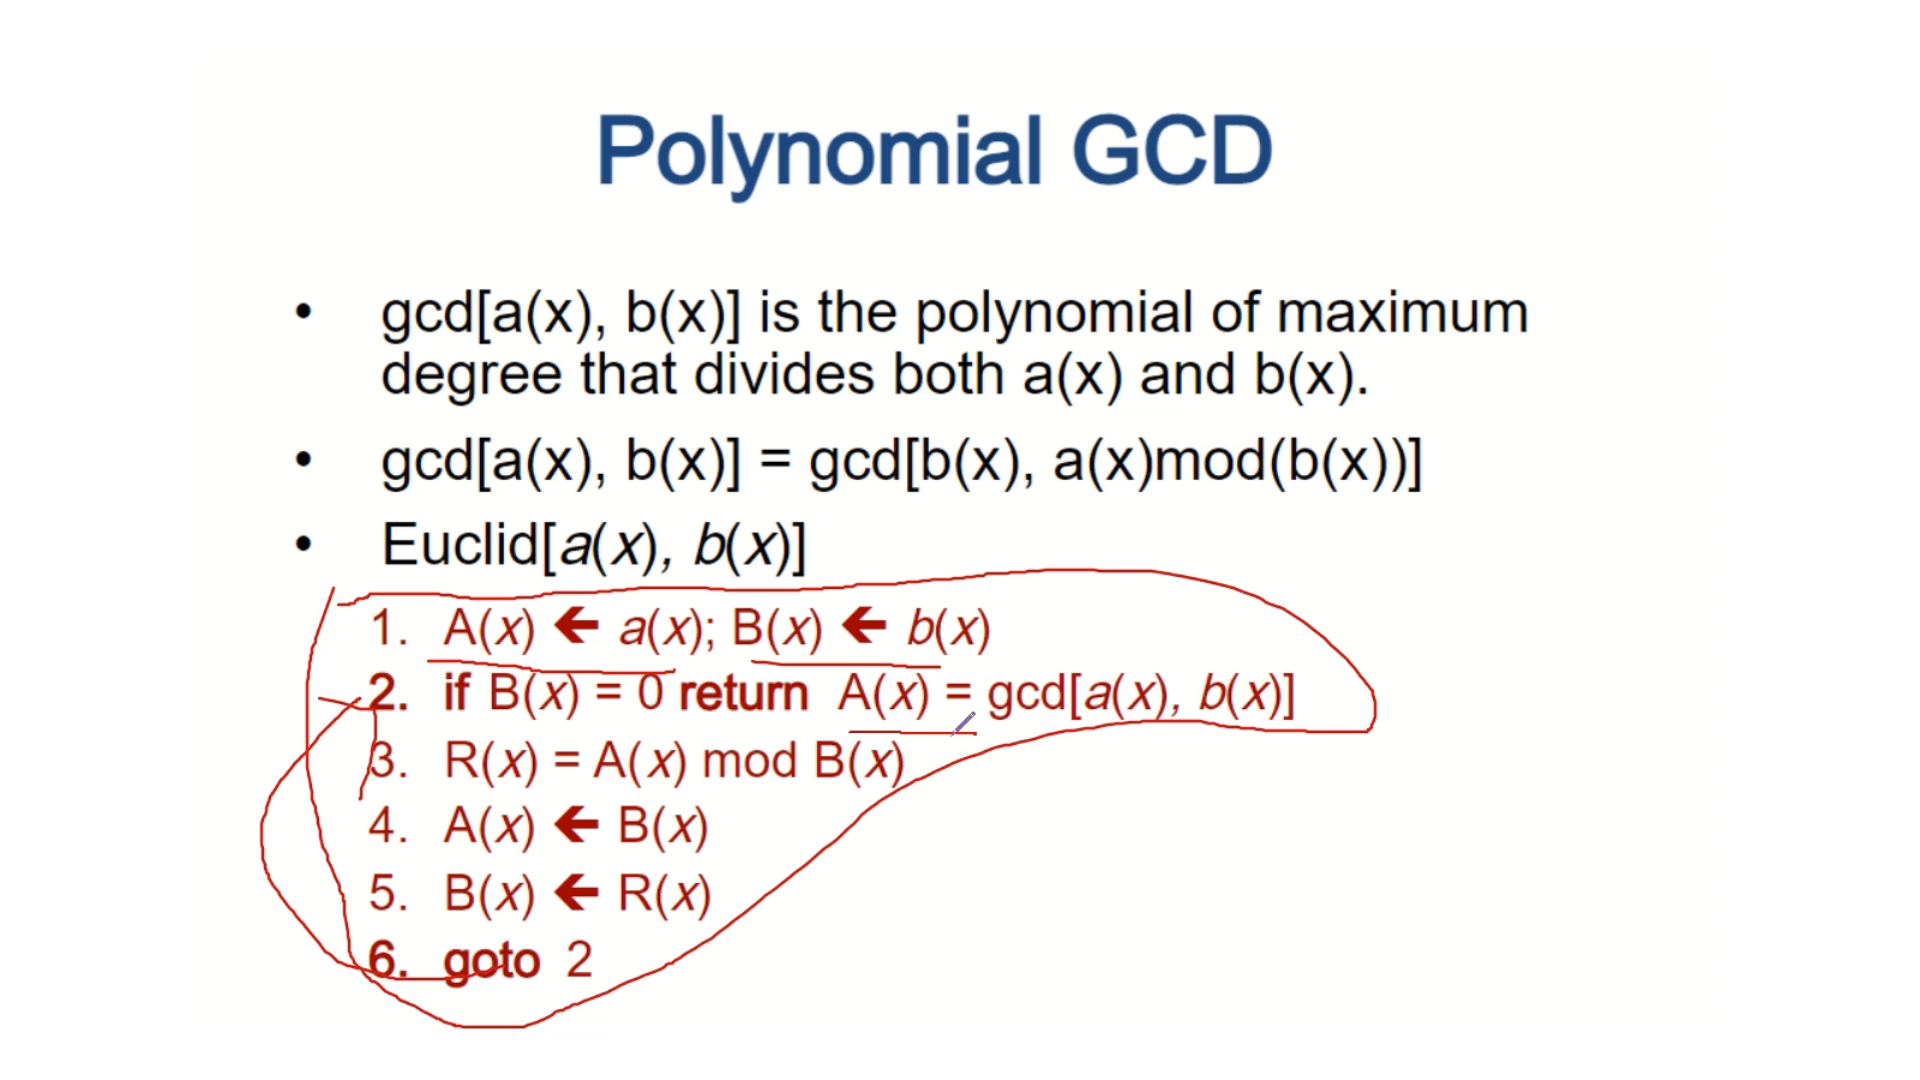 Polynomial GCD
• gcd[a(x), b(x)] is the polynomial of maximum
degree that divides both a(x) and b(x).
• gcd[a(x), b(x)] = gcd[b(x), a(x)mod(b(x))]
• Euclid[a(x), b(x)]
1. A(x) 🡸 a(x); B(x) 🡸 b(x)
2. if B(x) = 0 return A(x) = gcd[a(x), b(x)]
3. R(x) = A(x) mod B(x)
4. A(x) 🡸 B(x)
5. B(x) 🡸 R(x)
6. goto 2